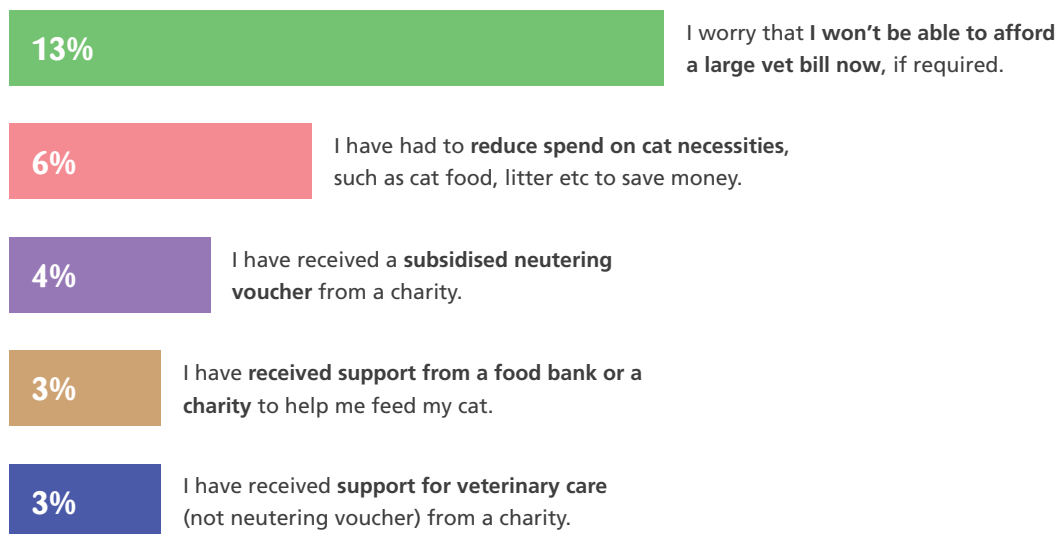 13%
I worry that I won’t be able to afford
a large vet bill now, if required.
6%
I have had to reduce spend on cat necessities,
such as cat food, litter etc to save money.
4%
I have received a subsidised neutering
voucher from a charity.
3%
I have received support from a food bank or a
charity to help me feed my cat.
3%
I have received support for veterinary care
(not neutering voucher) from a charity.